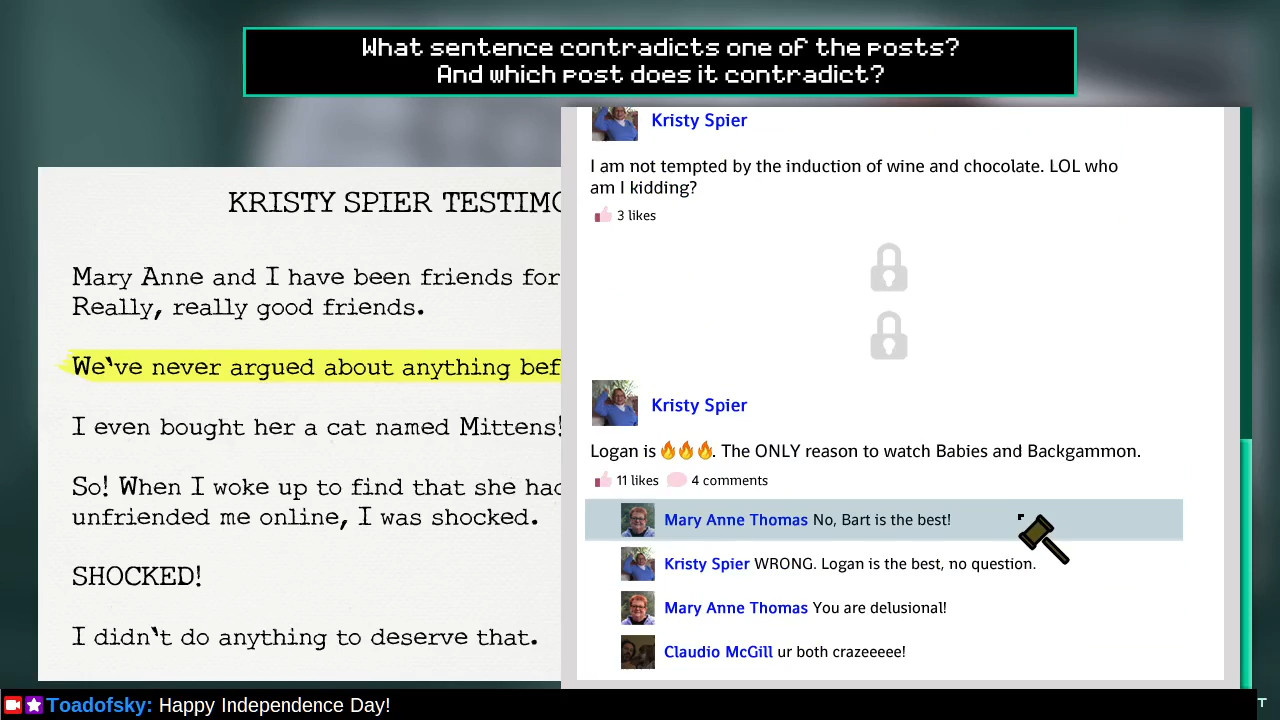 What sentence contradicts one of the posts?
And which post does it contradict?
KRISTY SPIER
Mary Anne and I have been friends for
Really, really good friends.
We've never argued about anything
I even bought her a cat named Mittens!
So! When I woke up to find that she had
unfriended me online, I was shocked.
SHOCKED!
I didn't do anything to deserve that.
Kristy Spier
I am not tempted by the induction of wine and chocolate. LOL who
am I kidding?
3 likes
Kristy Spier
Logan is 🔥🔥🔥. The ONLY reason to watch Babies and Backgammon.
11 likes 4 comments
Mary Anne Thomas No, Bart is the best!
Kristy Spier WRONG. Logan is the best, no question.
Mary Anne Thomas You are delusional!
Claudio McGill ur both crazeeeee!
Toadofsky: Happy Independence Day!